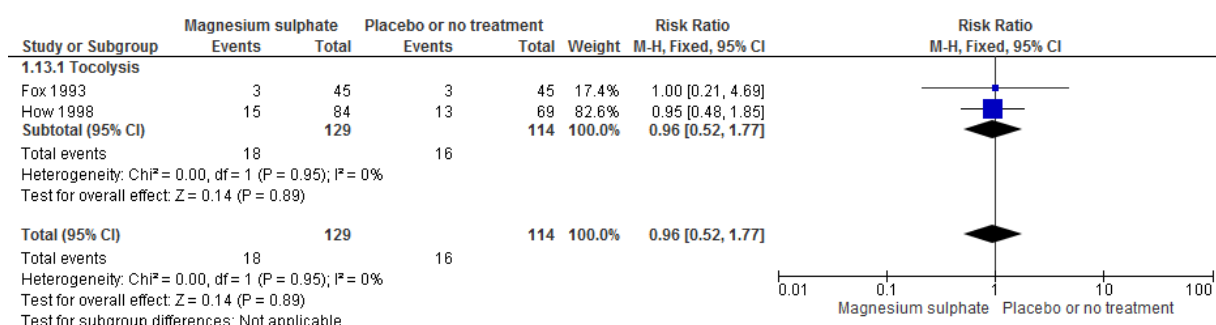 Magnesium sulphate Placebo or no treatment Risk Ratio Risk Ratio
Study or Subgroup Events Total Events Total Weight M-H, Fixed, 95% CI M-H, Fixed, 95% CI
1.13.1 Tocolysis
Fox 1993 3 45 3 45 17.4% 1.00 [0.21, 4.69]
How 1998 15 84 13 69 82.6% 0.95 [0.48, 1.85]
Subtotal (95% CI) 129 114 100.0% 0.96 [0.52, 1.77]
Total events 18 16
Heterogeneity: Chi² = 0.00, df = 1 (P = 0.95); I² = 0%
Test for overall effect: Z = 0.14 (P = 0.89)
Total (95% CI) 129 114 100.0% 0.96 [0.52, 1.77]
Total events 18 16
Heterogeneity: Chi² = 0.00, df = 1 (P = 0.95); I² = 0%
Test for overall effect: Z = 0.14 (P = 0.89)
Test for subgroup differences: Not applicable
0.01 0.1 1 10 100
Magnesium sulphate Placebo or no treatment